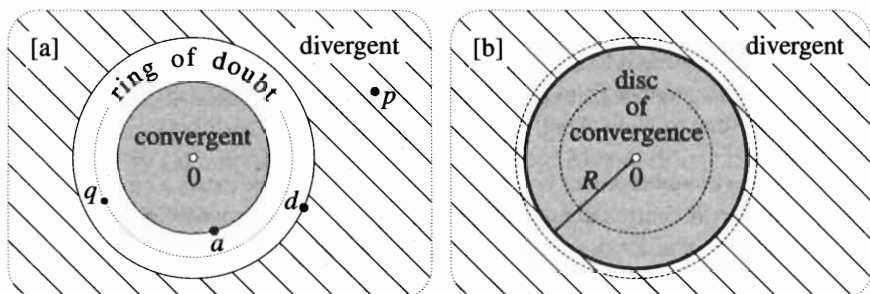 [a]
ring of doubt
divergent
p
convergent
0
q
d
a
[b]
divergent
disc
of
convergence
R
0